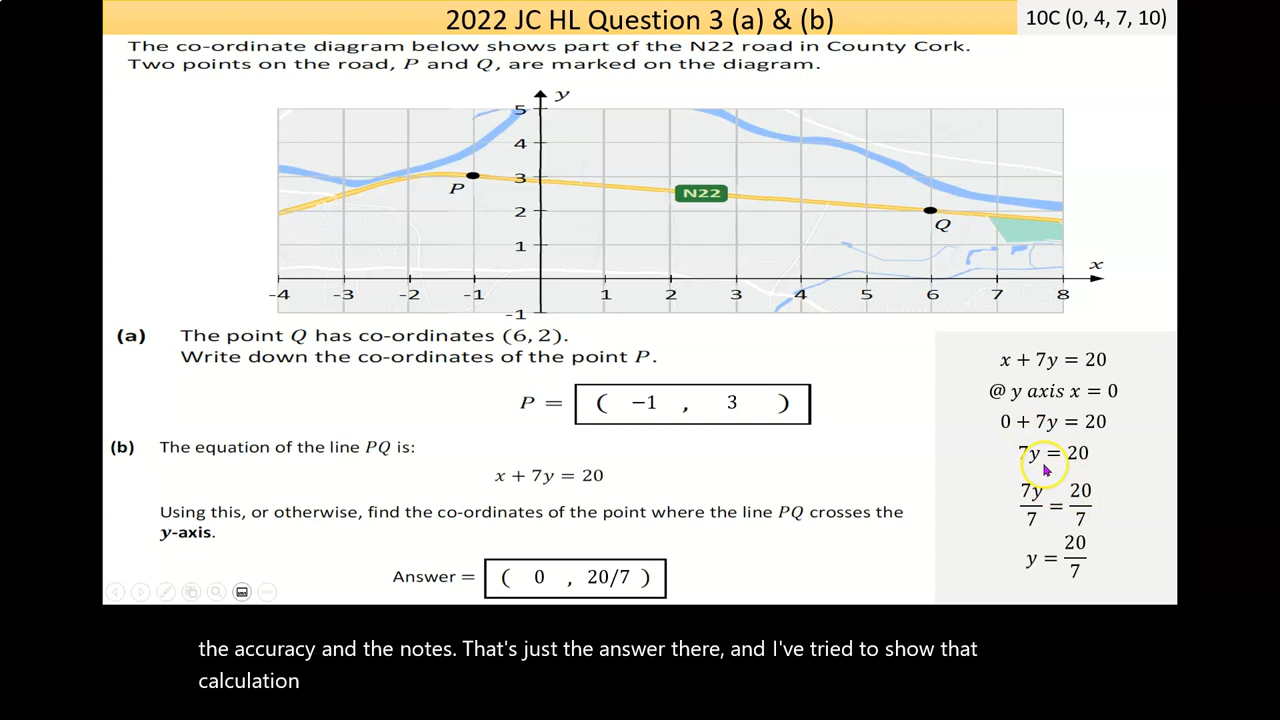 2022 JC HL Question 3 (a) & (b)
10C (0, 4, 7, 10)
The co-ordinate diagram below shows part of the N22 road in County Cork.
Two points on the road, P and Q, are marked on the diagram.
y
5
4
3
2
1
-1
P
N22
Q
x
-4 -3 -2 -1 1 2 3 4 5 6 7 8
(a) The point Q has co-ordinates (6, 2).
Write down the co-ordinates of the point P.
P = ( −1 , 3 )
(b) The equation of the line PQ is:
x + 7y = 20
Using this, or otherwise, find the co-ordinates of the point where the line PQ crosses the
y-axis.
Answer = ( 0 , 20/7 )
x + 7y = 20
@ y axis x = 0
0 + 7y = 20
7y = 20
7y/7 = 20/7
y = 20/7
the accuracy and the notes. That's just the answer there, and I've tried to show that
calculation